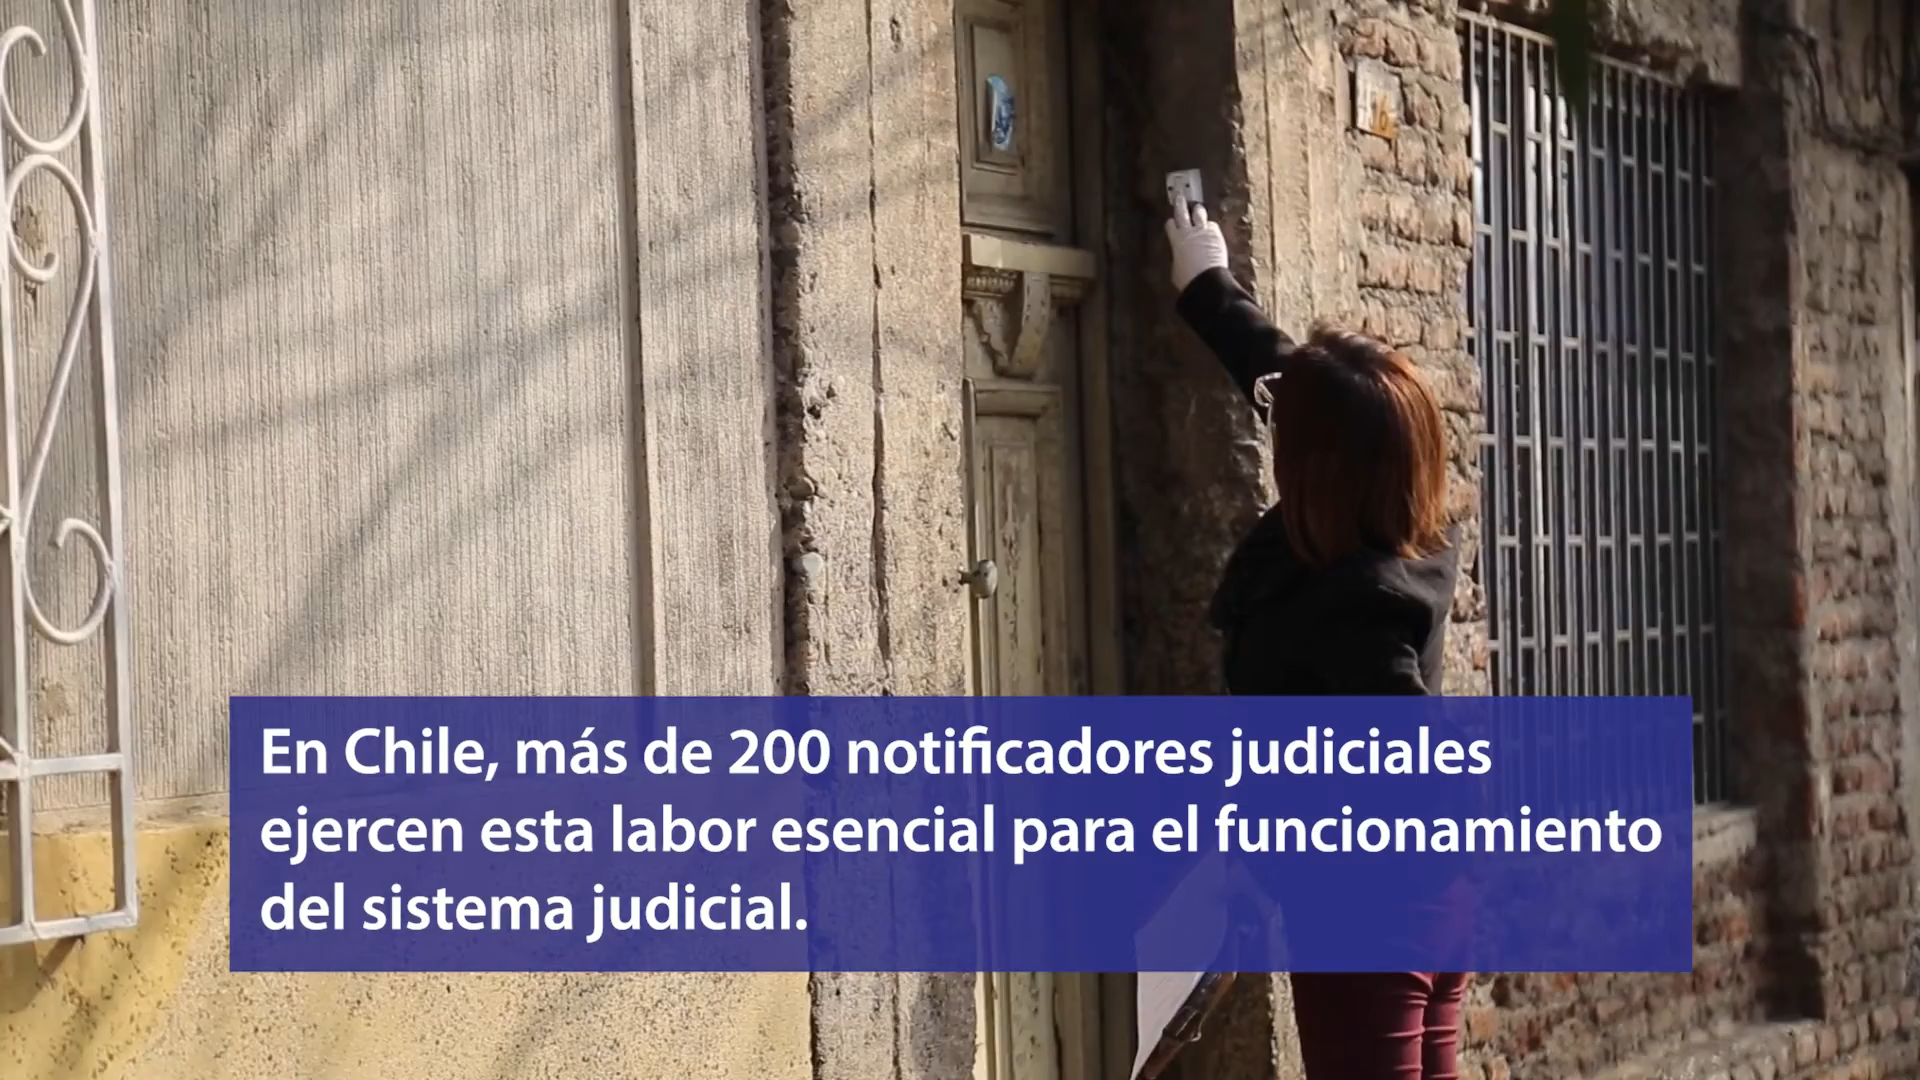 En Chile, más de 200 notificadores judiciales
ejercen esta labor esencial para el funcionamiento
del sistema judicial.